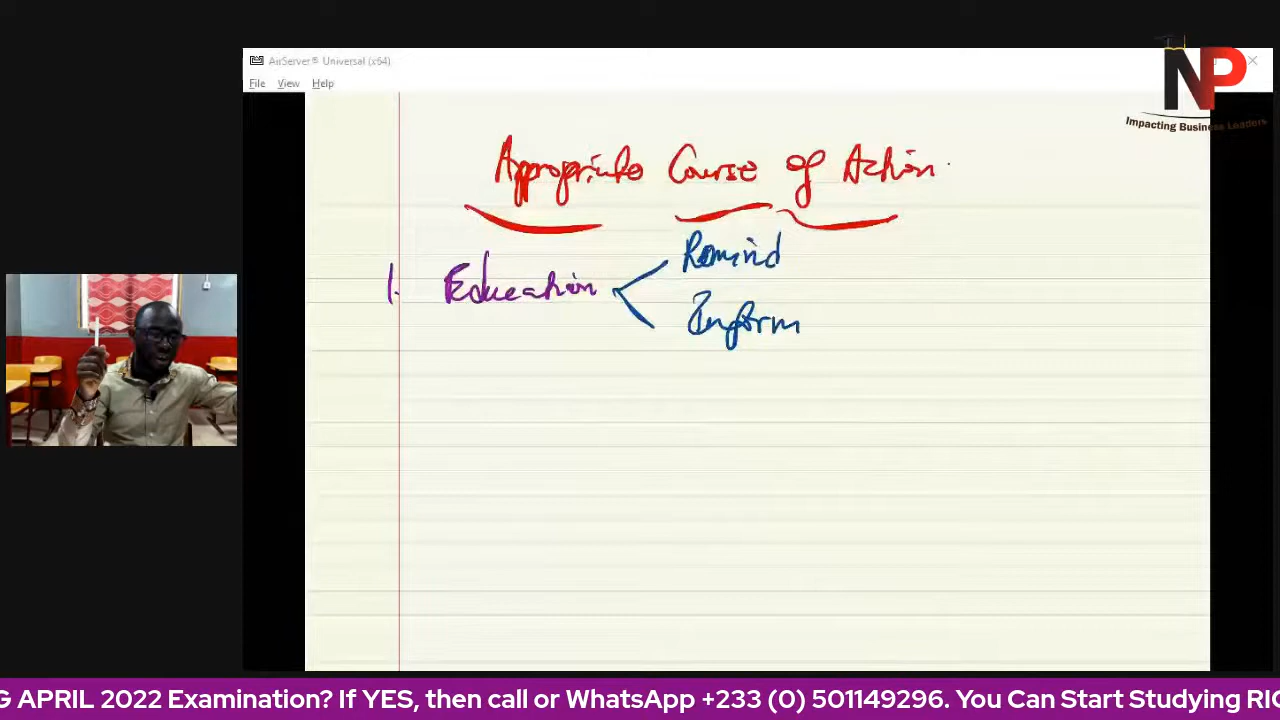 AirServer® Universal (x64)
File View Help
NP
Impacting Business Leaders
Appropriate Course of Action
1. Education
Remind
Inform
G APRIL 2022 Examination? If YES, then call or WhatsApp +233 (0) 501149296. You Can Start Studying RIG